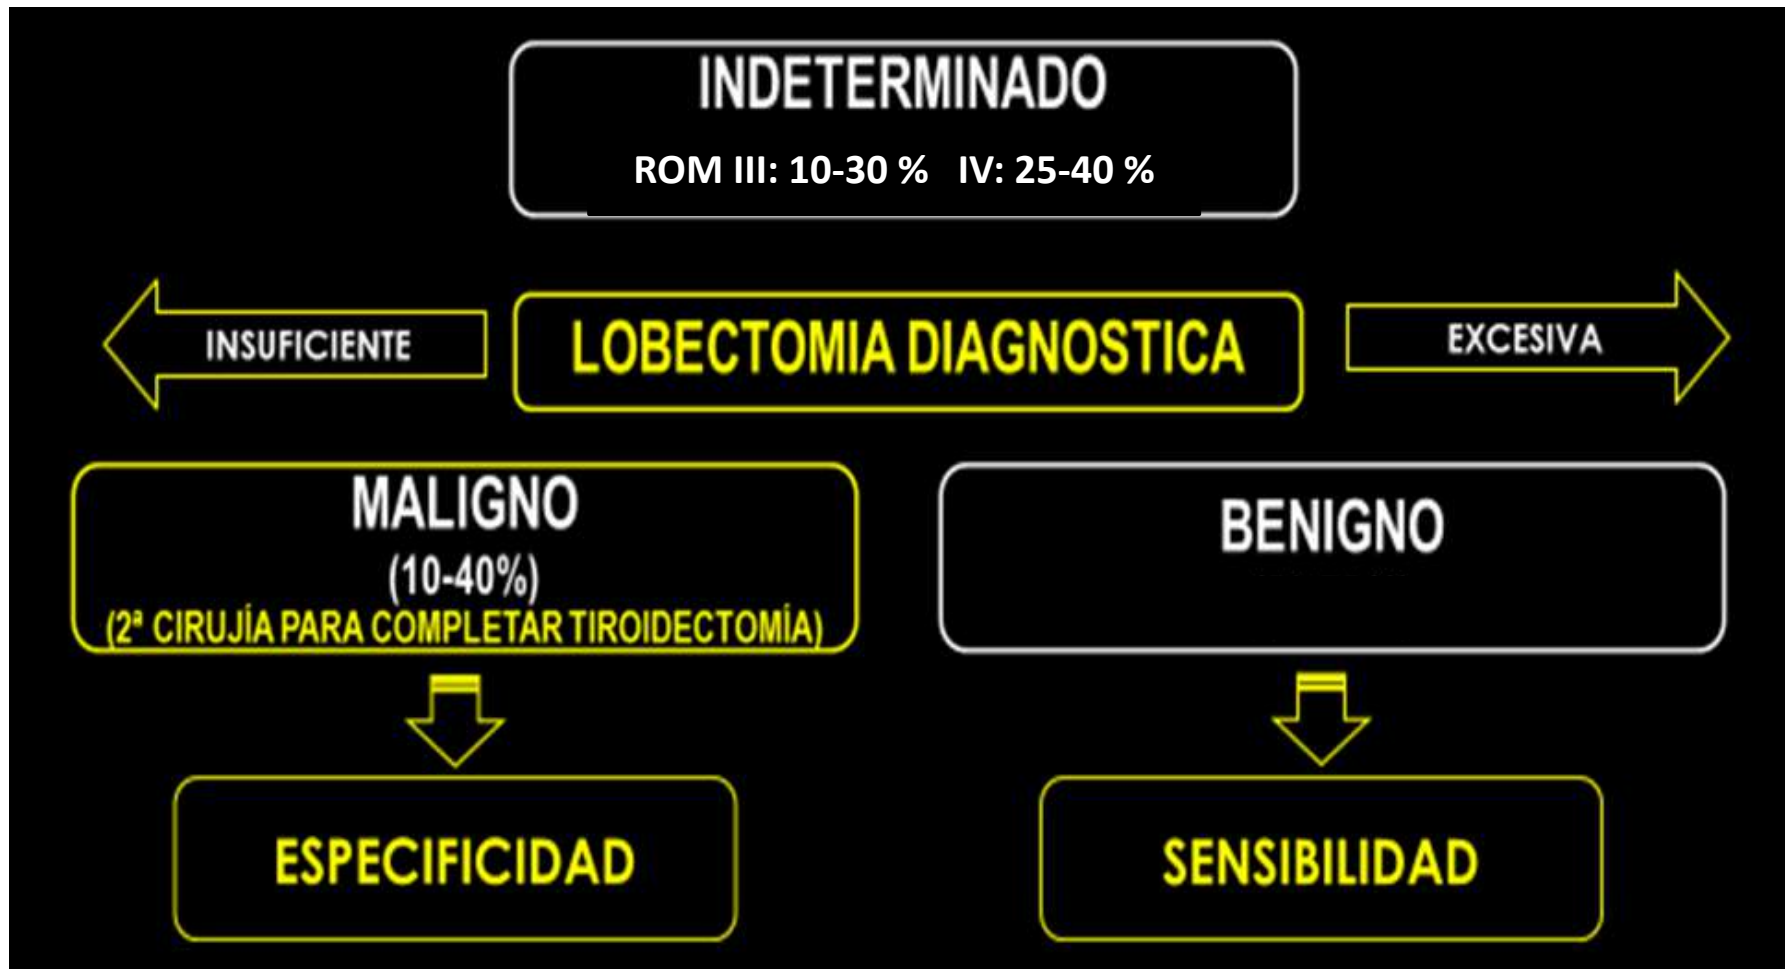 INDETERMINADO
ROM III: 10-30 % IV: 25-40 %
INSUFICIENTE
LOBECTOMIA DIAGNOSTICA
EXCESIVA
MALIGNO
(10-40%)
(2ª CIRUJÍA PARA COMPLETAR TIROIDECTOMÍA)
BENIGNO
ESPECIFICIDAD
SENSIBILIDAD